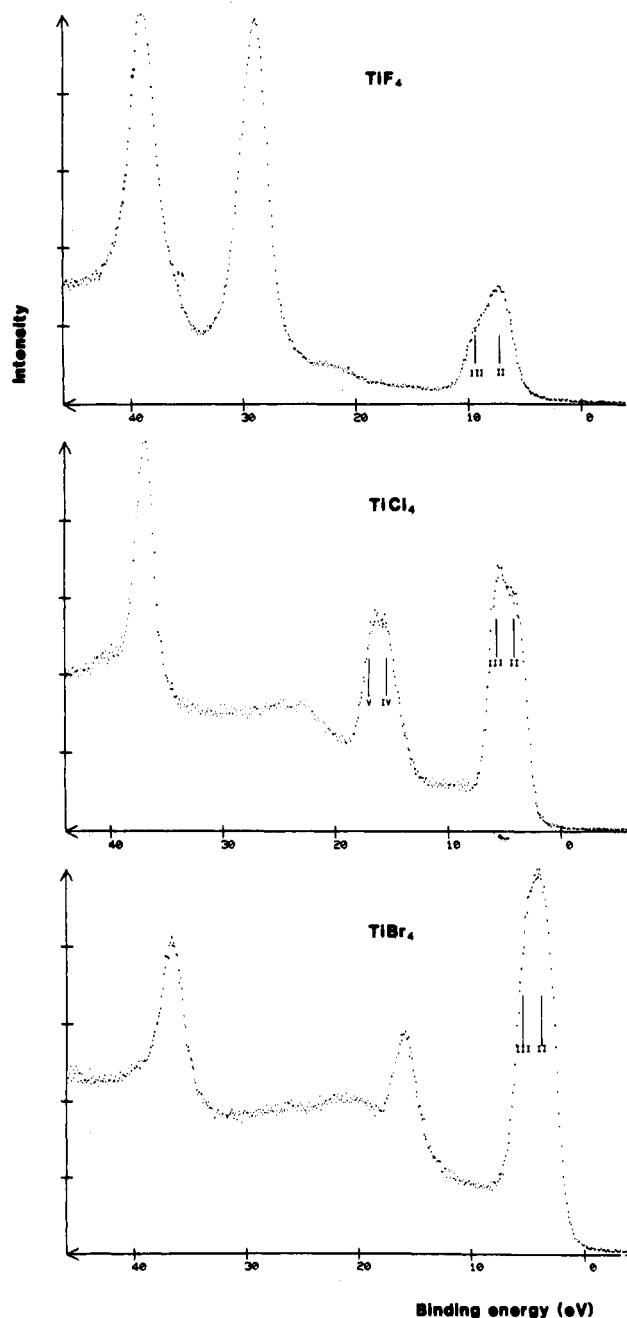 TiF₄
Intensity
III II
40 30 20 10 0
TiCl₄
V IV III II
40 30 20 10 0
TiBr₄
III II
40 30 20 10 0
Binding energy (eV)